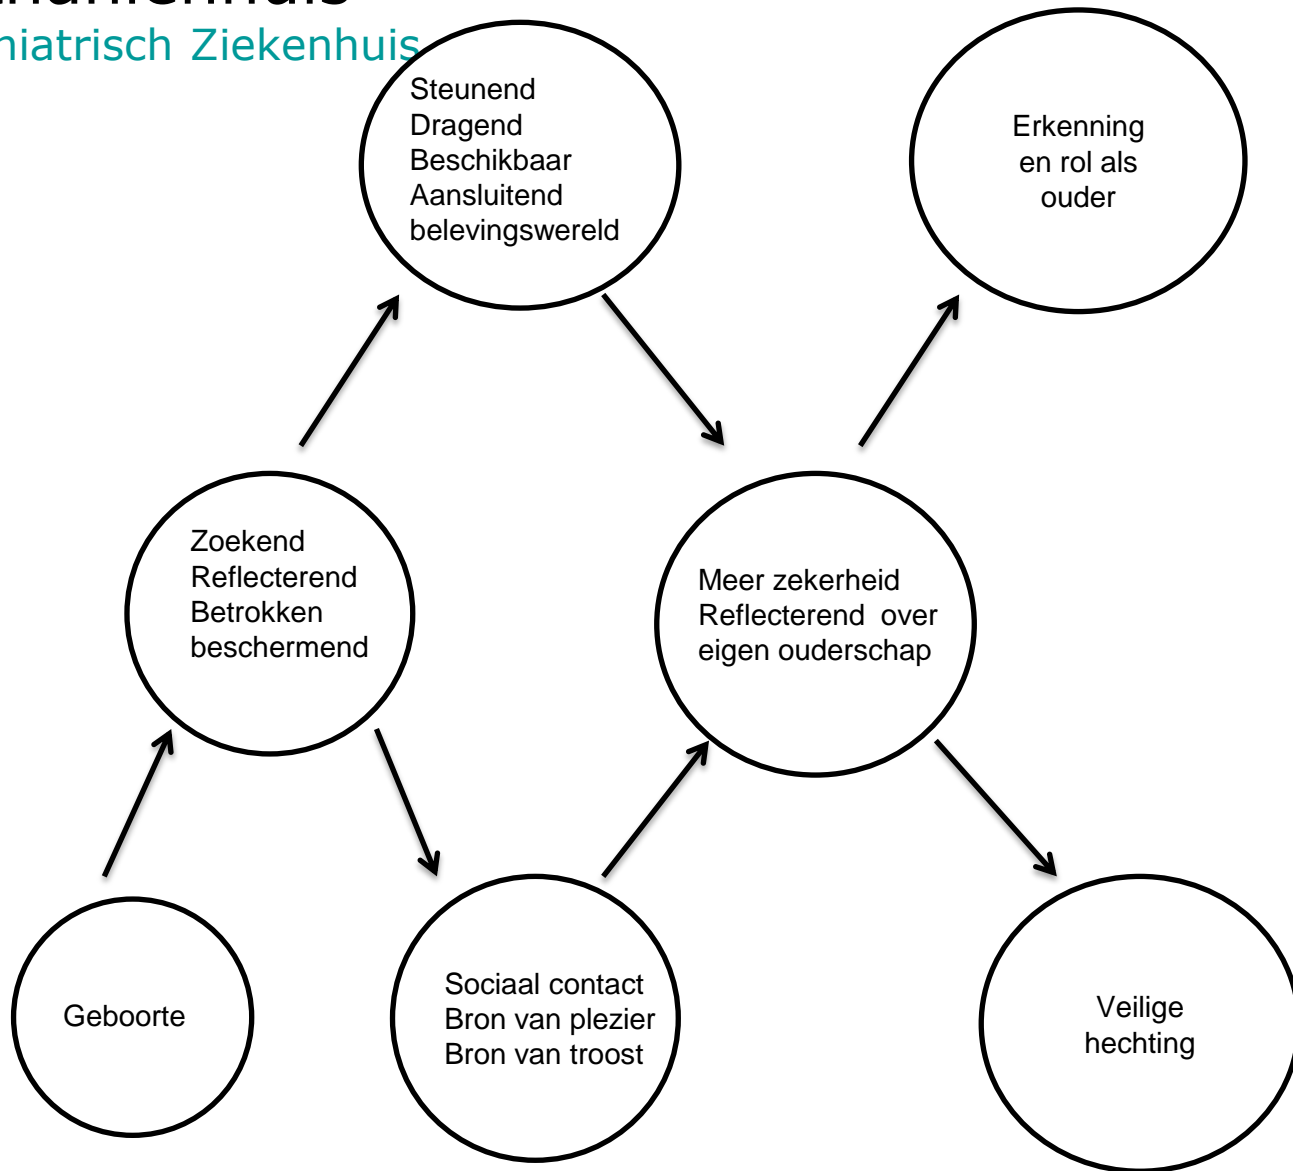 niatrisch Ziekenhuis
Steunend
Dragend
Beschikbaar
Aansluitend
belevingswereld
Erkenning
en rol als
ouder
Zoekend
Reflecterend
Betrokken
beschermend
Meer zekerheid
Reflecterend over
eigen ouderschap
Geboorte
Sociaal contact
Bron van plezier
Bron van troost
Veilige
hechting